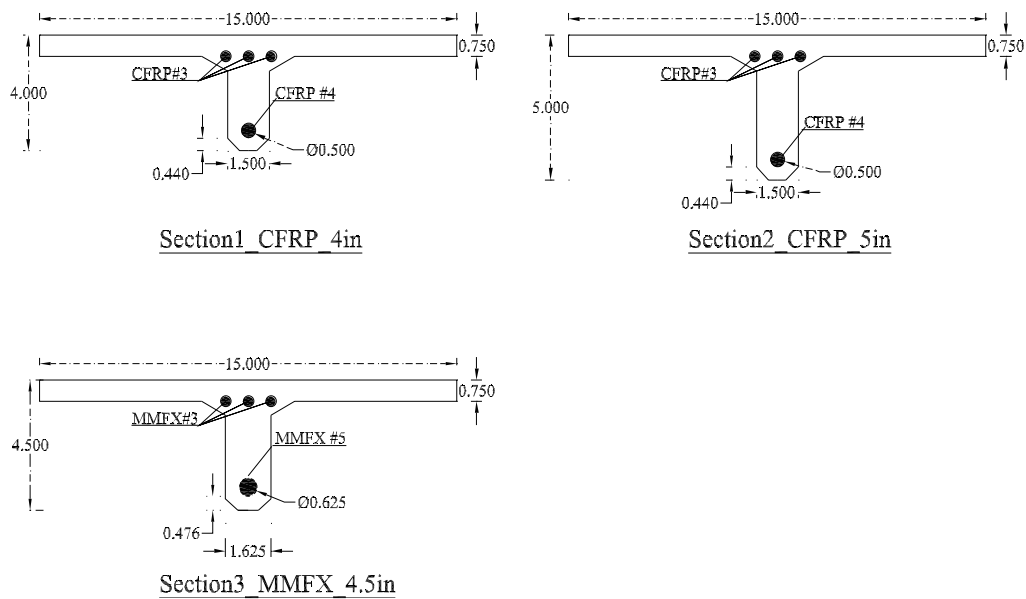 15.000
0.750
CFRP#3
4.000
CFRP #4
Ø0.500
1.500
0.440
Section1_CFRP_4in
15.000
0.750
CFRP#3
5.000
CFRP #4
Ø0.500
1.500
0.440
Section2_CFRP_5in
15.000
0.750
MMFX#3
4.500
MMFX #5
Ø0.625
0.476
1.625
Section3_MMFX_4.5in